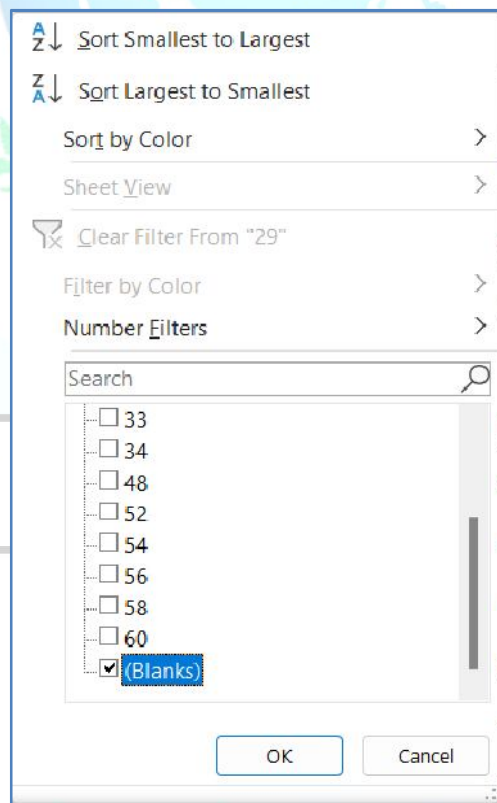 Sort Smallest to Largest
Sort Largest to Smallest
Sort by Color
Sheet View
Clear Filter From "29"
Filter by Color
Number Filters
Search
33
34
48
52
54
56
58
60
(Blanks)
OK
Cancel